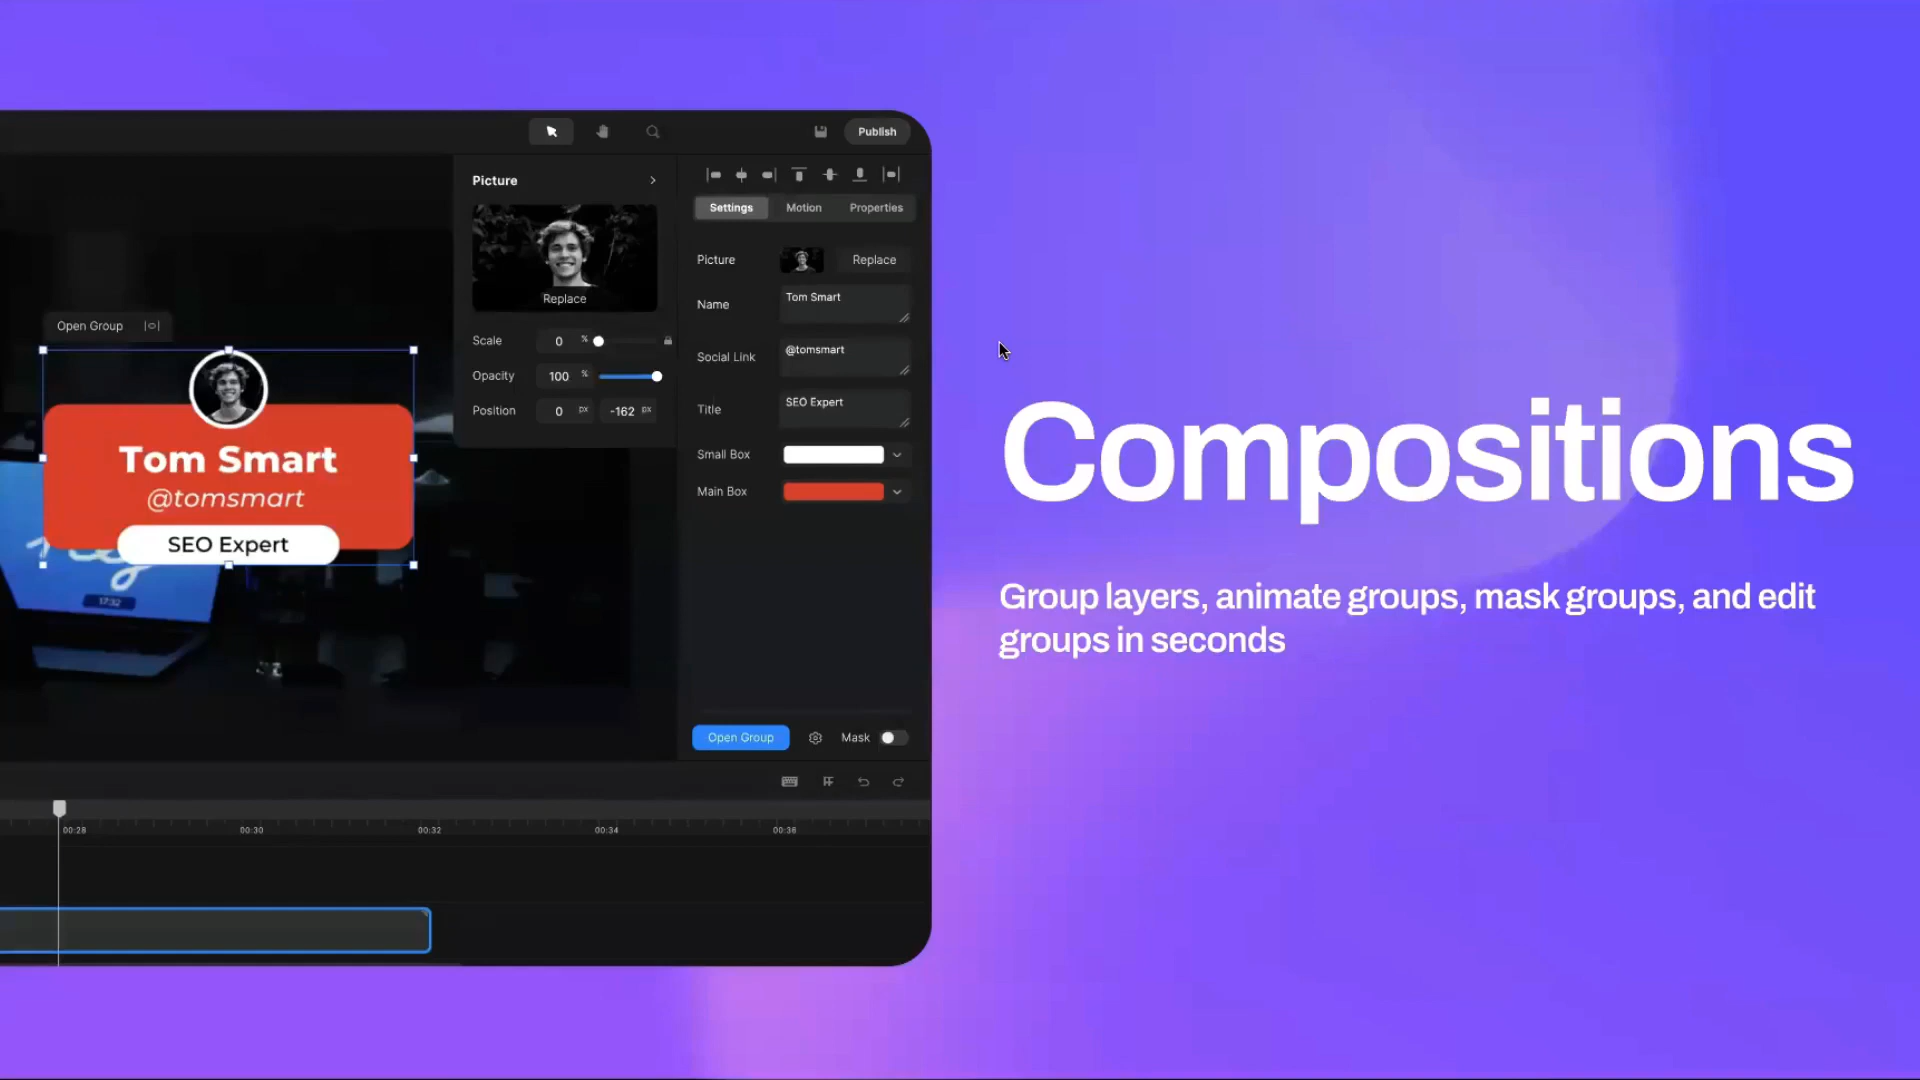 Publish
Picture
Replace
Scale 0 %
Opacity 100 %
Position 0 px -162 px
Settings Motion Properties
Picture Replace
Name Tom Smart
Social Link @tomsmart
Title SEO Expert
Small Box
Main Box
Open Group
Tom Smart
@tomsmart
SEO Expert
17:32
Open Group Mask
00:28 00:30 00:32 00:34 00:36
Compositions
Group layers, animate groups, mask groups, and edit
groups in seconds